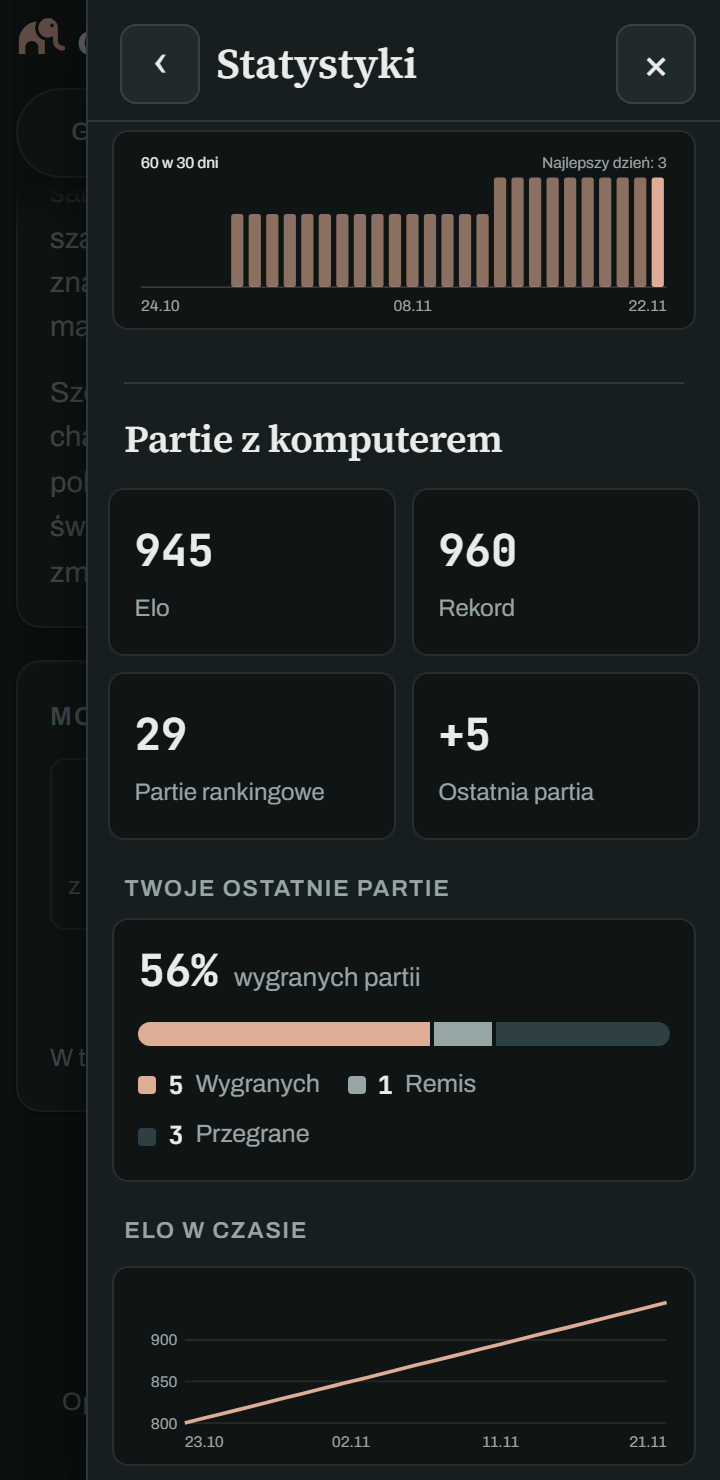 Statystyki
60 w 30 dni
Najlepszy dzień: 3
24.10
08.11
22.11
Partie z komputerem
945
Elo
960
Rekord
29
Partie rankingowe
+5
Ostatnia partia
TWOJE OSTATNIE PARTIE
56% wygranych partii
5 Wygranych
1 Remis
3 Przegrane
ELO W CZASIE
900
850
800
23.10
02.11
11.11
21.11